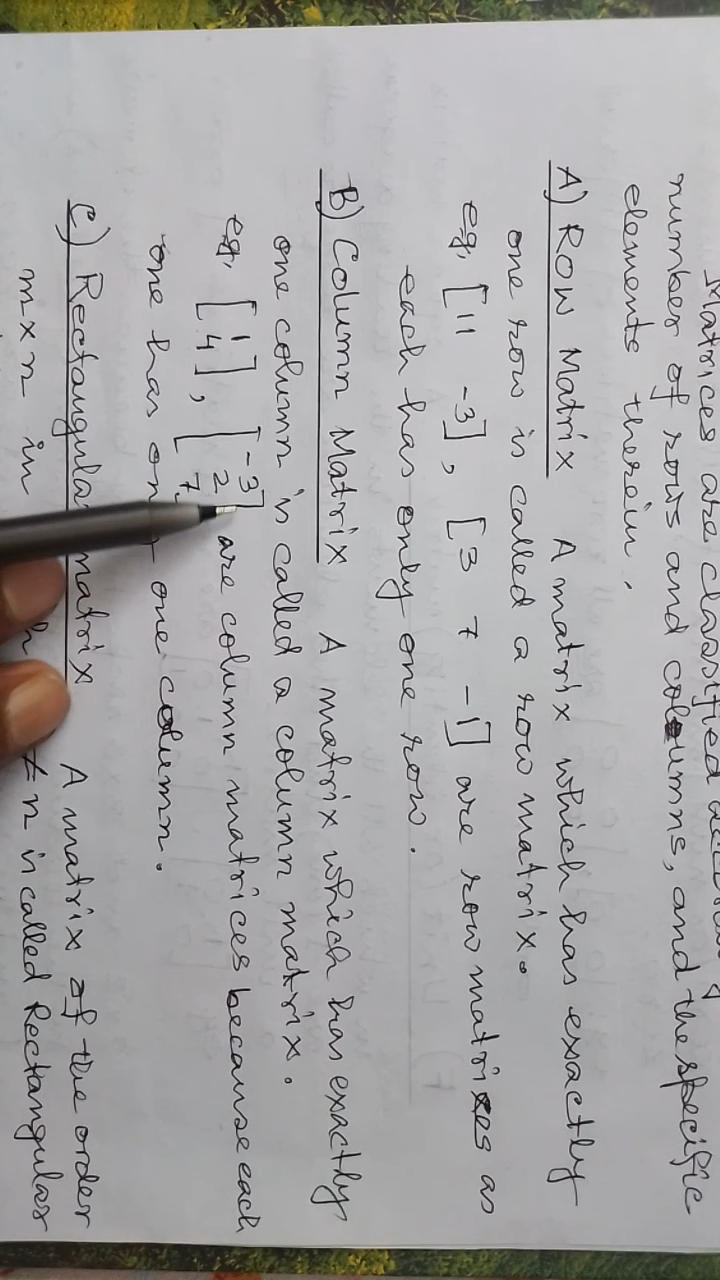 Matrices are classified
number of rows and columns, and the specific
elements therein.
A) Row Matrix A matrix which has exactly
one row is called a row matrix.
eg, [11 -3], [3 7 -1] are row matrixes as
each has only one row.
B) Column Matrix A matrix which has exactly
one column is called a column matrix.
eg, [1 4], [-3 2 7] are column matrices because each
one has one column.
C) Rectangular matrix A matrix of the order
m x n in ≠ n is called Rectangular